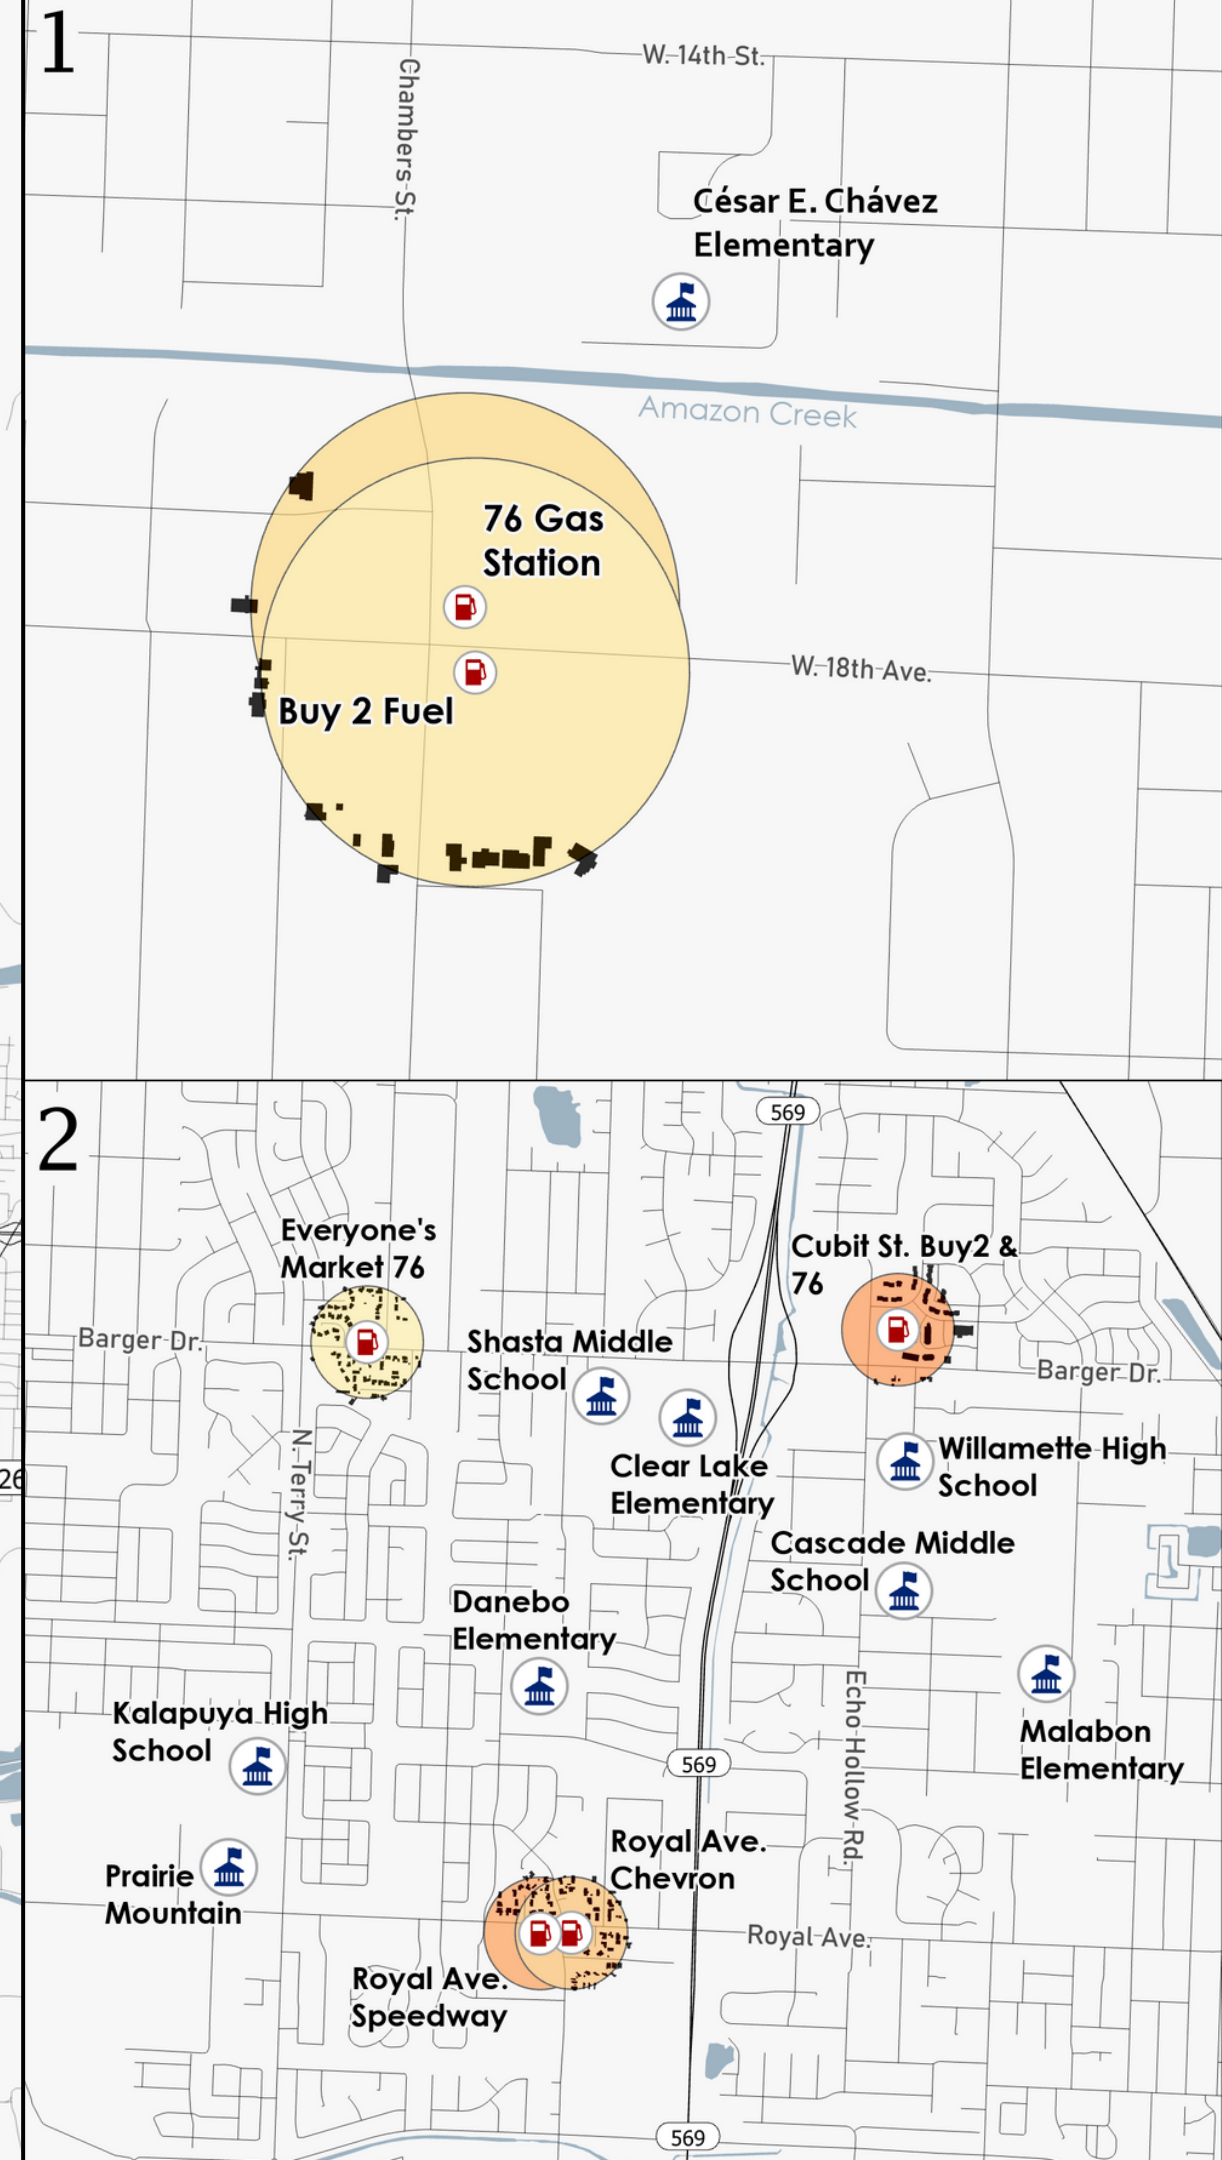 1
W. 14th St.
Chambers St.
César E. Chávez
Elementary
Amazon Creek
76 Gas
Station
W. 18th Ave.
Buy 2 Fuel
2
569
Everyone's
Market 76
Cubit St. Buy2 &
76
Barger Dr.
Shasta Middle
School
Barger Dr.
N. Terry St.
Clear Lake
Elementary
Willamette High
School
26
Cascade Middle
School
Danebo
Elementary
Echo Hollow Rd.
Kalapuya High
School
Malabon
Elementary
569
Royal Ave.
Chevron
Prairie
Mountain
Royal Ave.
Royal Ave.
Speedway
569